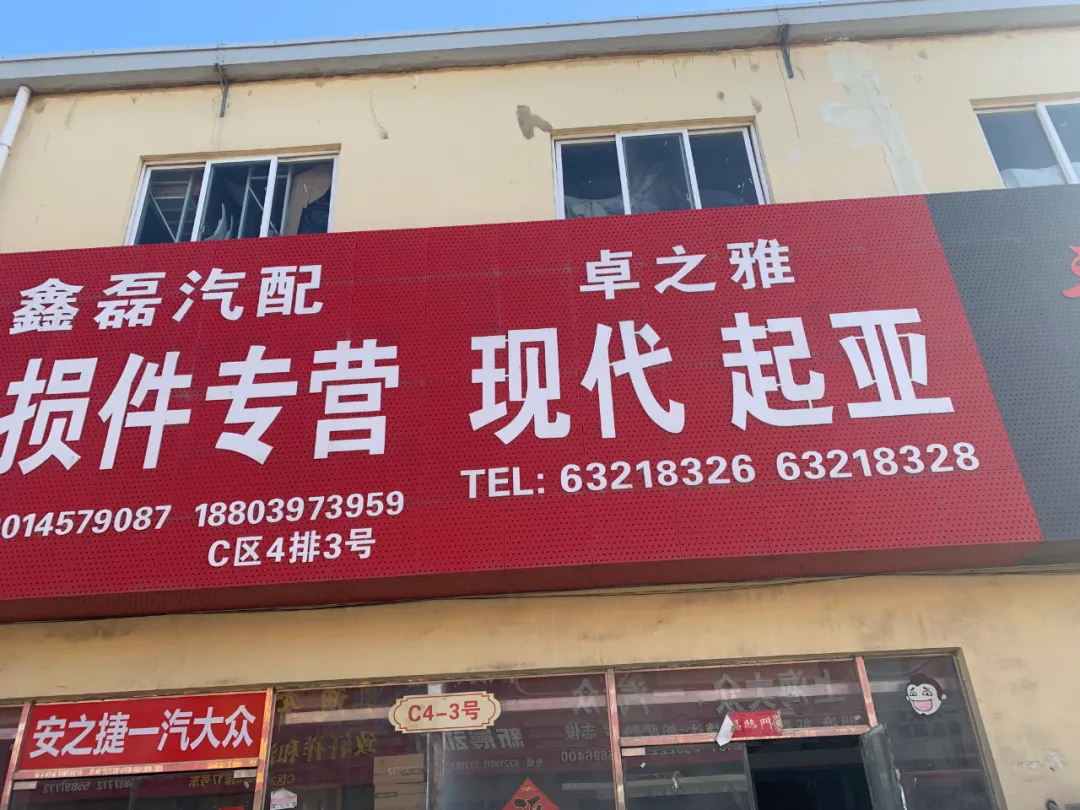 鑫磊汽配
损件专营
014579087 18803973959
C区4排3号
卓之雅
现代 起亚
TEL: 63218326 63218328
安之捷一汽大众
C4-3号